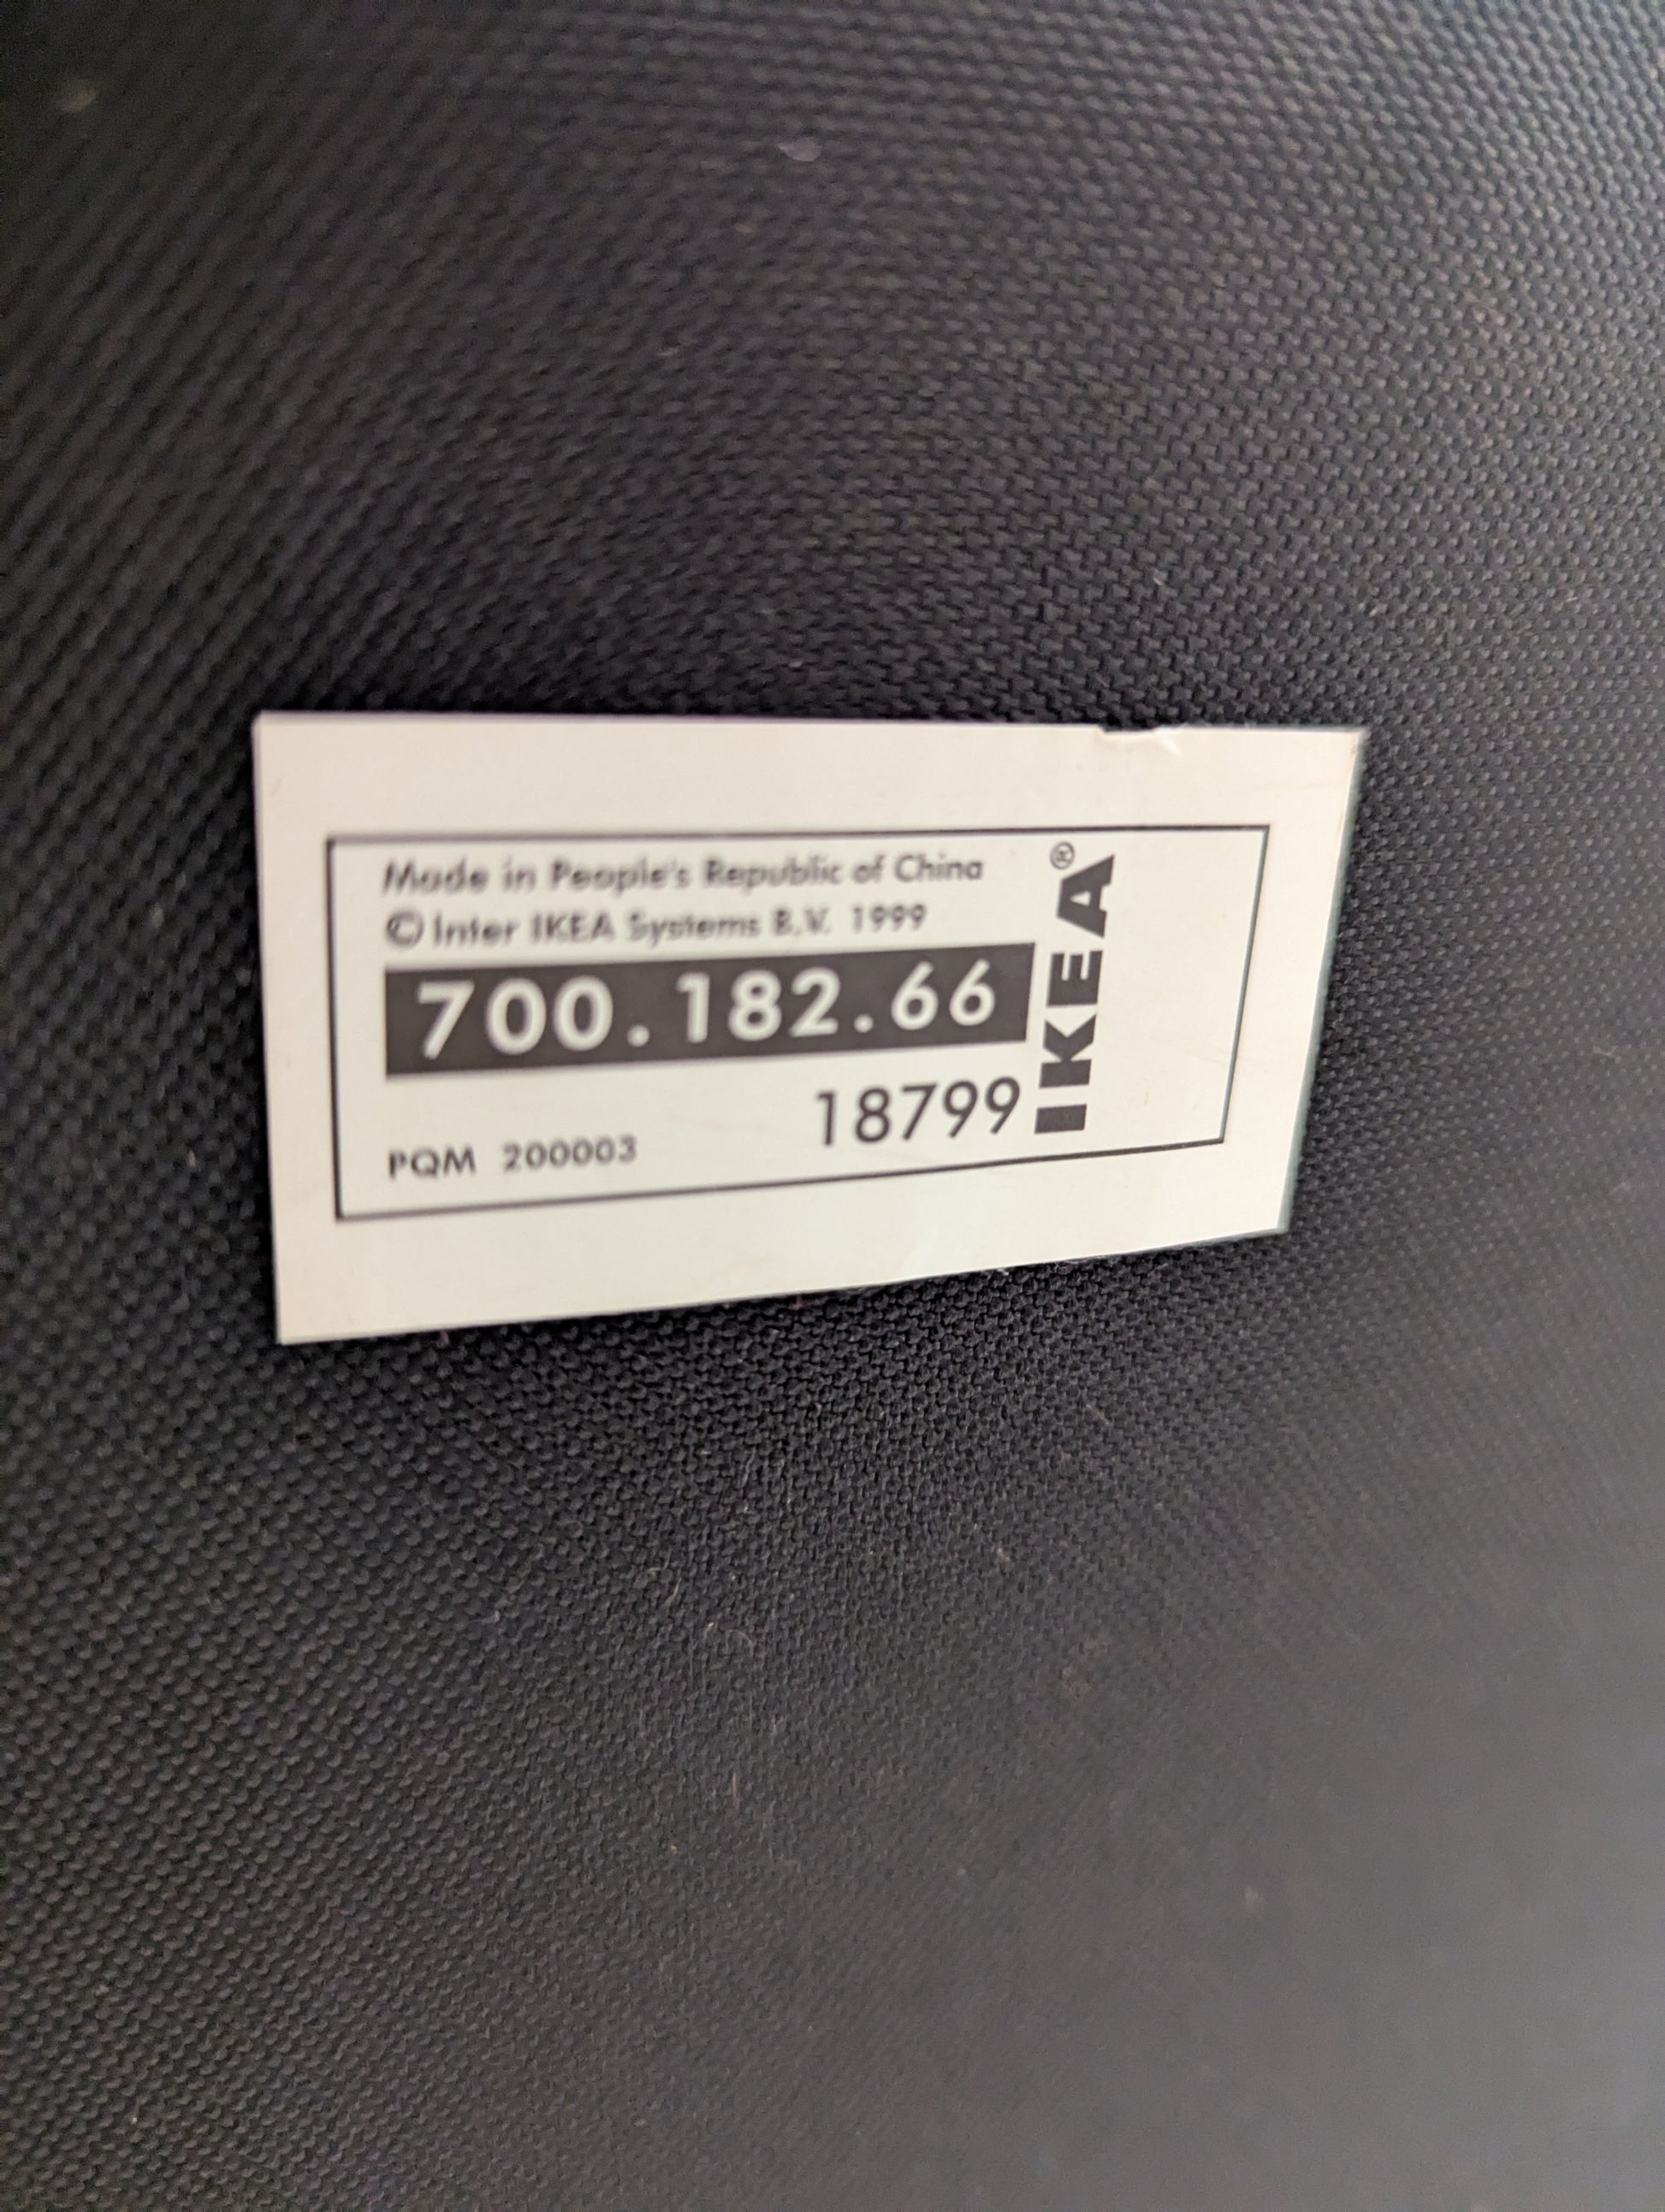 Made in People's Republic of China
© Inter IKEA Systems B.V. 1999
700.182.66
18799
PQM 200003
IKEA®